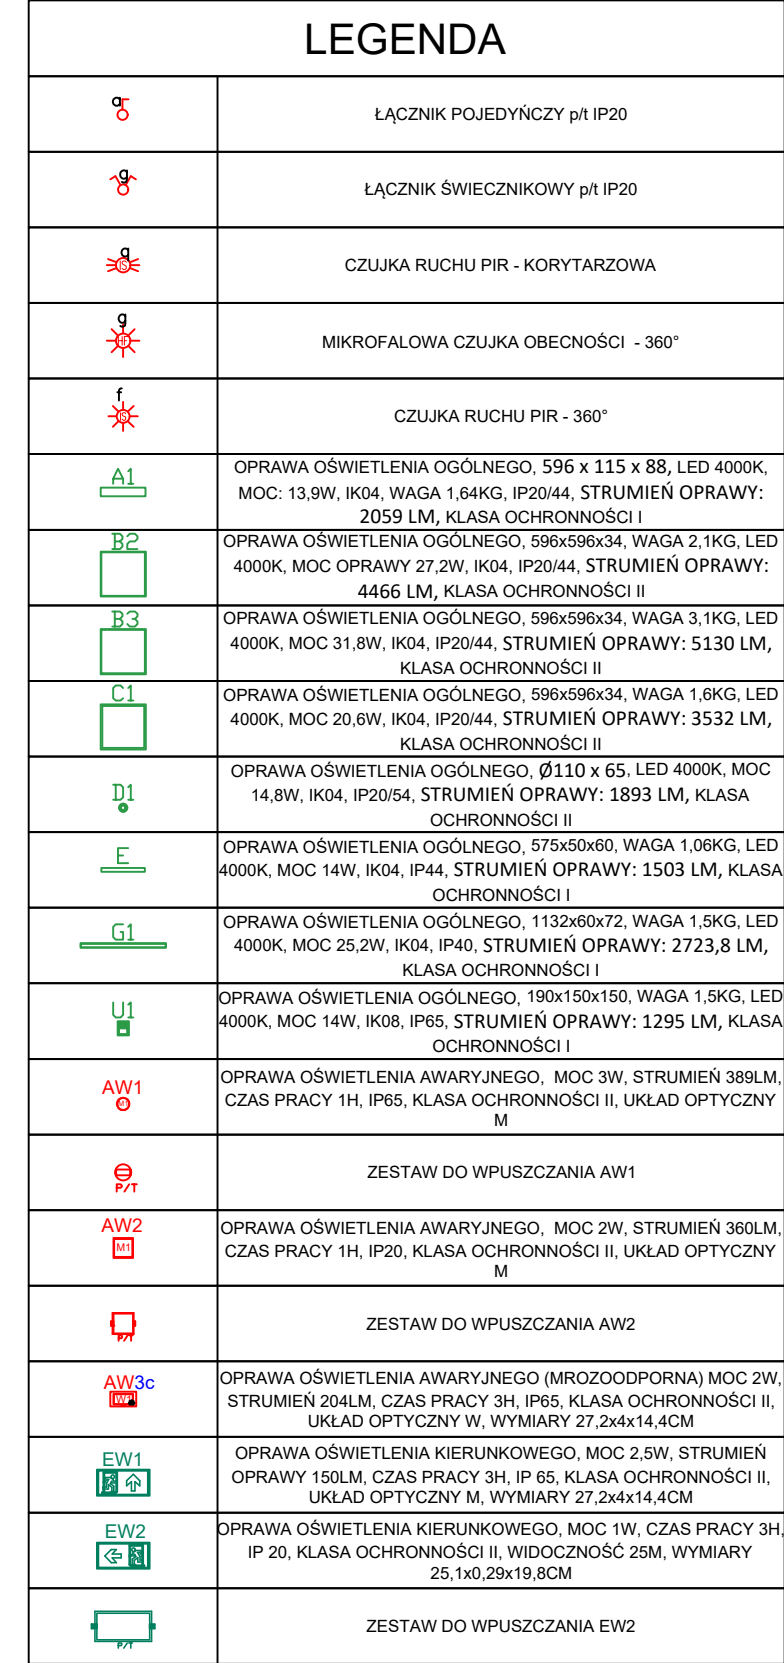 LEGENDA
a
ŁĄCZNIK POJEDYŃCZY p/t IP20
g
ŁĄCZNIK ŚWIECZNIKOWY p/t IP20
q
IS
CZUJKA RUCHU PIR - KORYTARZOWA
g
HF
MIKROFALOWA CZUJKA OBECNOŚCI - 360°
f
IS
CZUJKA RUCHU PIR - 360°
A1
OPRAWA OŚWIETLENIA OGÓLNEGO, 596 x 115 x 88, LED 4000K,
MOC: 13,9W, IK04, WAGA 1,64KG, IP20/44, STRUMIEŃ OPRAWY:
2059 LM, KLASA OCHRONNOŚCI I
B2
OPRAWA OŚWIETLENIA OGÓLNEGO, 596x596x34, WAGA 2,1KG, LED
4000K, MOC OPRAWY 27,2W, IK04, IP20/44, STRUMIEŃ OPRAWY:
4466 LM, KLASA OCHRONNOŚCI II
B3
OPRAWA OŚWIETLENIA OGÓLNEGO, 596x596x34, WAGA 3,1KG, LED
4000K, MOC 31,8W, IK04, IP20/44, STRUMIEŃ OPRAWY: 5130 LM,
KLASA OCHRONNOŚCI II
C1
OPRAWA OŚWIETLENIA OGÓLNEGO, 596x596x34, WAGA 1,6KG, LED
4000K, MOC 20,6W, IK04, IP20/44, STRUMIEŃ OPRAWY: 3532 LM,
KLASA OCHRONNOŚCI II
D1
OPRAWA OŚWIETLENIA OGÓLNEGO, Ø110 x 65, LED 4000K, MOC
14,8W, IK04, IP20/54, STRUMIEŃ OPRAWY: 1893 LM, KLASA
OCHRONNOŚCI II
E
OPRAWA OŚWIETLENIA OGÓLNEGO, 575x50x60, WAGA 1,06KG, LED
4000K, MOC 14W, IK04, IP44, STRUMIEŃ OPRAWY: 1503 LM, KLASA
OCHRONNOŚCI I
G1
OPRAWA OŚWIETLENIA OGÓLNEGO, 1132x60x72, WAGA 1,5KG, LED
4000K, MOC 25,2W, IK04, IP40, STRUMIEŃ OPRAWY: 2723,8 LM,
KLASA OCHRONNOŚCI I
U1
OPRAWA OŚWIETLENIA OGÓLNEGO, 190x150x150, WAGA 1,5KG, LED
4000K, MOC 14W, IK08, IP65, STRUMIEŃ OPRAWY: 1295 LM, KLASA
OCHRONNOŚCI I
AW1
M1
OPRAWA OŚWIETLENIA AWARYJNEGO, MOC 3W, STRUMIEŃ 389LM,
CZAS PRACY 1H, IP65, KLASA OCHRONNOŚCI II, UKŁAD OPTYCZNY
M
P/T
ZESTAW DO WPUSZCZANIA AW1
AW2
M1
OPRAWA OŚWIETLENIA AWARYJNEGO, MOC 2W, STRUMIEŃ 360LM,
CZAS PRACY 1H, IP20, KLASA OCHRONNOŚCI II, UKŁAD OPTYCZNY
M
P/T
ZESTAW DO WPUSZCZANIA AW2
AW3c
OPRAWA OŚWIETLENIA AWARYJNEGO (MROZOODPORNA) MOC 2W,
STRUMIEŃ 204LM, CZAS PRACY 3H, IP65, KLASA OCHRONNOŚCI II,
UKŁAD OPTYCZNY W, WYMIARY 27,2x4x14,4CM
EW1
OPRAWA OŚWIETLENIA KIERUNKOWEGO, MOC 2,5W, STRUMIEŃ
OPRAWY 150LM, CZAS PRACY 3H, IP 65, KLASA OCHRONNOŚCI II,
UKŁAD OPTYCZNY M, WYMIARY 27,2x4x14,4CM
EW2
OPRAWA OŚWIETLENIA KIERUNKOWEGO, MOC 1W, CZAS PRACY 3H,
IP 20, KLASA OCHRONNOŚCI II, WIDOCZNOŚĆ 25M, WYMIARY
25,1x0,29x19,8CM
P/T
ZESTAW DO WPUSZCZANIA EW2